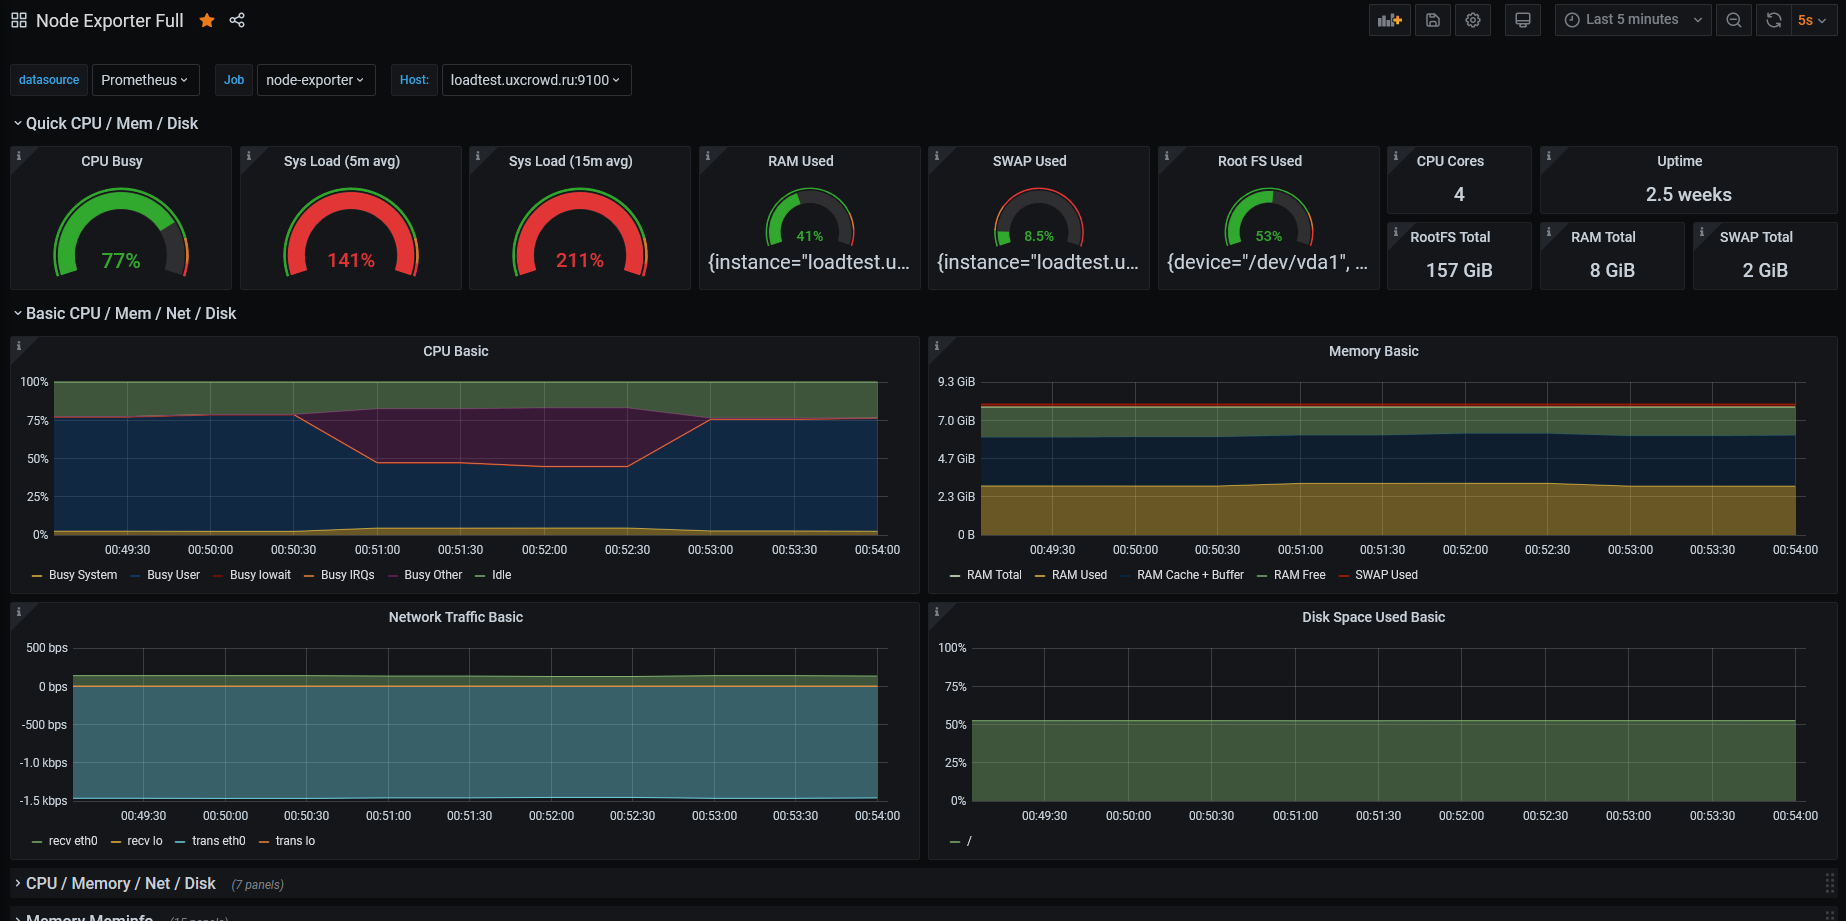 Node Exporter Full
Last 5 minutes
5s
datasource Prometheus Job node-exporter Host: loadtest.uxcrowd.ru:9100
Quick CPU / Mem / Disk
CPU Busy
77%
Sys Load (5m avg)
141%
Sys Load (15m avg)
211%
RAM Used
41%
{instance="loadtest.u...
SWAP Used
8.5%
{instance="loadtest.u...
Root FS Used
53%
{device="/dev/vda1", ...
CPU Cores
4
Uptime
2.5 weeks
RootFS Total
157 GiB
RAM Total
8 GiB
SWAP Total
2 GiB
Basic CPU / Mem / Net / Disk
CPU Basic
100%
75%
50%
25%
0%
00:49:30 00:50:00 00:50:30 00:51:00 00:51:30 00:52:00 00:52:30 00:53:00 00:53:30 00:54:00
Busy System Busy User Busy Iowait Busy IRQs Busy Other Idle
Memory Basic
9.3 GiB
7.0 GiB
4.7 GiB
2.3 GiB
0 B
00:49:30 00:50:00 00:50:30 00:51:00 00:51:30 00:52:00 00:52:30 00:53:00 00:53:30 00:54:00
RAM Total RAM Used RAM Cache + Buffer RAM Free SWAP Used
Network Traffic Basic
500 bps
0 bps
-500 bps
-1.0 kbps
-1.5 kbps
00:49:30 00:50:00 00:50:30 00:51:00 00:51:30 00:52:00 00:52:30 00:53:00 00:53:30 00:54:00
recv eth0 recv lo trans eth0 trans lo
Disk Space Used Basic
100%
75%
50%
25%
0%
00:49:30 00:50:00 00:50:30 00:51:00 00:51:30 00:52:00 00:52:30 00:53:00 00:53:30 00:54:00
/
CPU / Memory / Net / Disk (7 panels)
Memory Meminfo (15 panels)